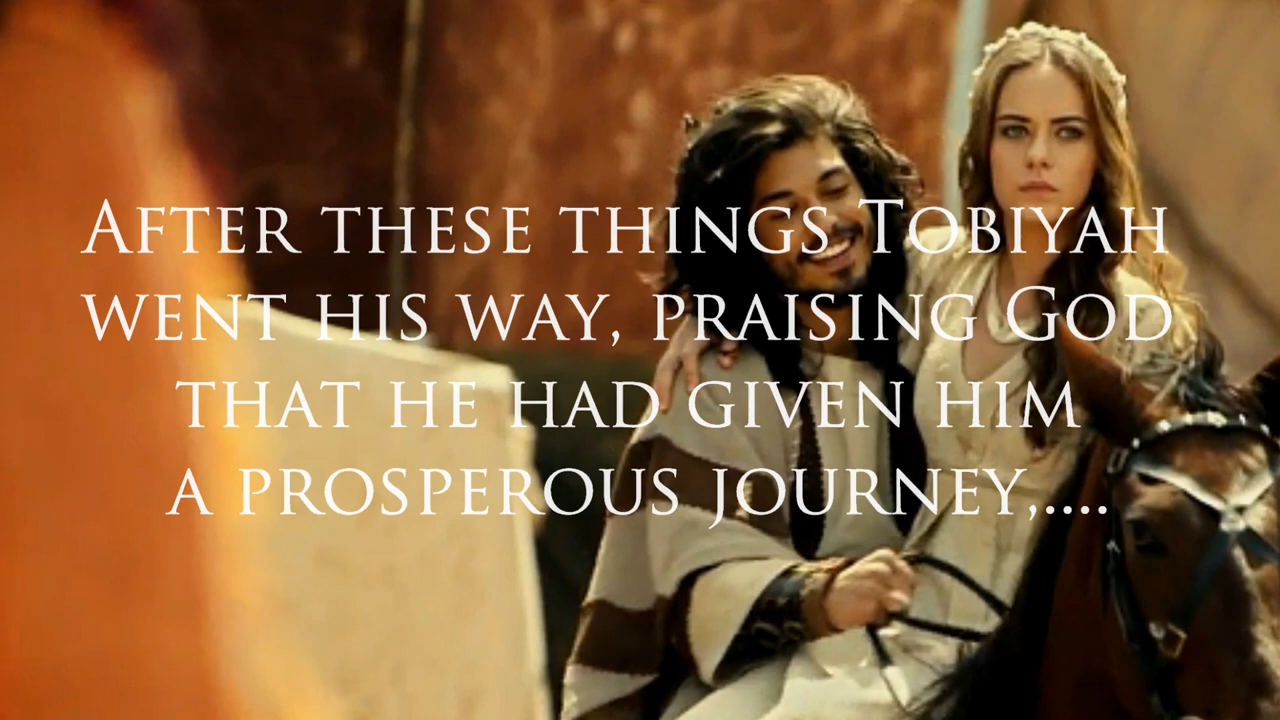 After these things Tobiyah
went his way, praising God
that he had given him
a prosperous journey,....